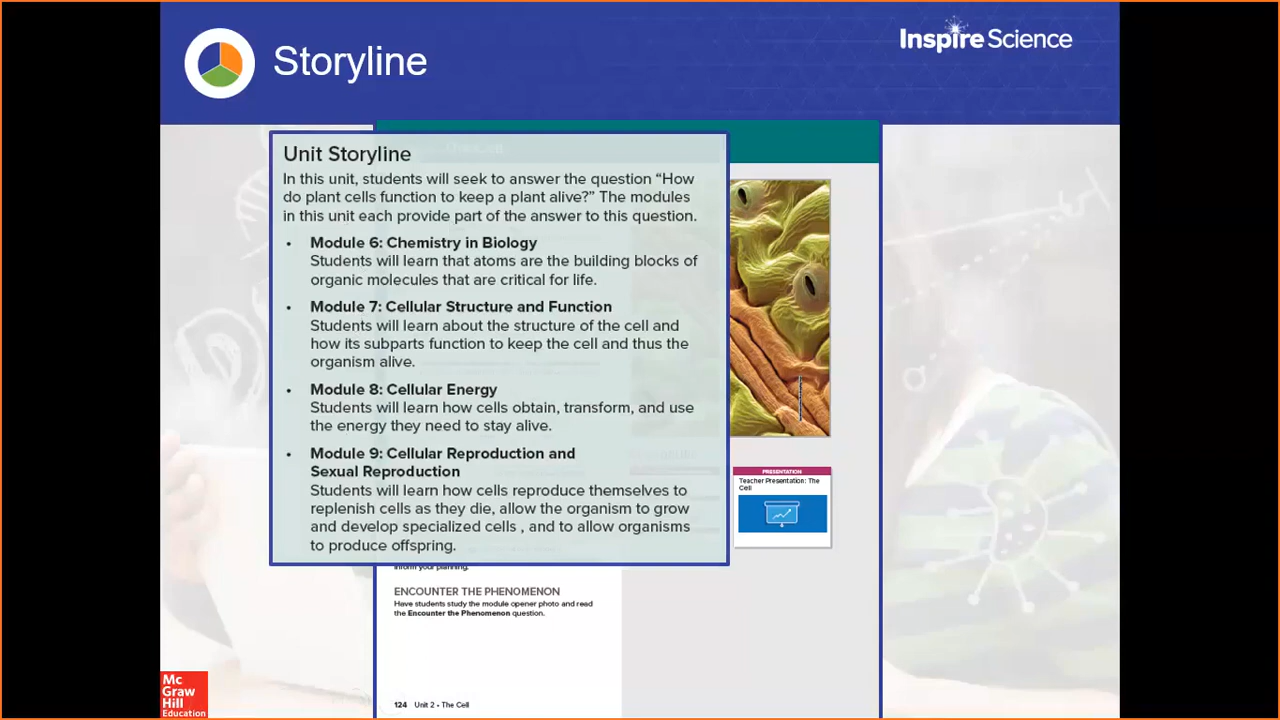 Storyline
Inspire Science
Unit Storyline
In this unit, students will seek to answer the question “How
do plant cells function to keep a plant alive?” The modules
in this unit each provide part of the answer to this question.
• Module 6: Chemistry in Biology
Students will learn that atoms are the building blocks of
organic molecules that are critical for life.
• Module 7: Cellular Structure and Function
Students will learn about the structure of the cell and
how its subparts function to keep the cell and thus the
organism alive.
• Module 8: Cellular Energy
Students will learn how cells obtain, transform, and use
the energy they need to stay alive.
• Module 9: Cellular Reproduction and
Sexual Reproduction
Students will learn how cells reproduce themselves to
replenish cells as they die, allow the organism to grow
and develop specialized cells , and to allow organisms
to produce offspring.
PRESENTATION
Teacher Presentation: The
Cell
inform your planning.
ENCOUNTER THE PHENOMENON
Have students study the module opener photo and read
the Encounter the Phenomenon question.
124 Unit 2 • The Cell
Mc
Graw
Hill
Education